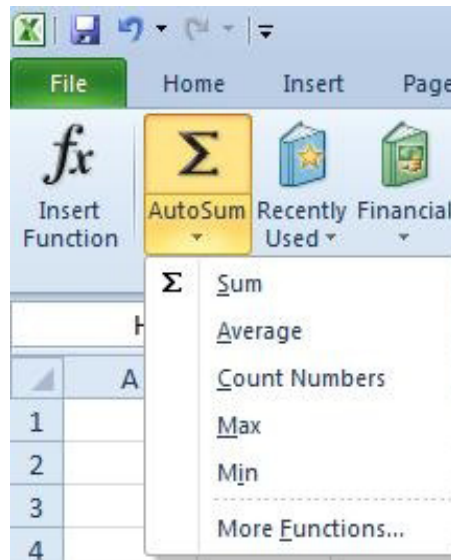 File Home Insert Page
fx Σ
Insert Function AutoSum Recently Used Financial
Σ Sum
Average
Count Numbers
Max
Min
More Functions...
A
1
2
3
4